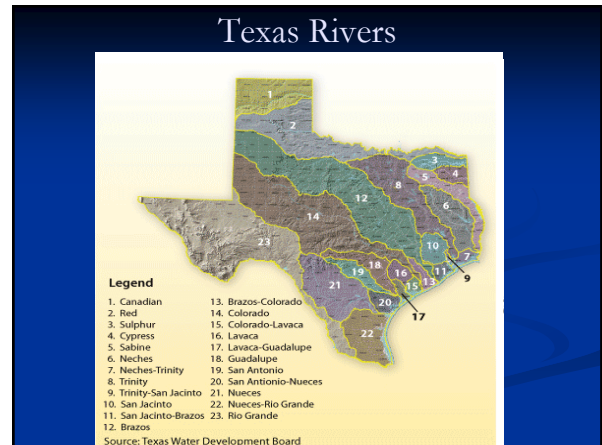 Texas Rivers
1
2
3
4
5
8
6
12
14
10
7
23
18
16
11
19
13
15
9
21
20
17
22
Legend
1. Canadian
2. Red
3. Sulphur
4. Cypress
5. Sabine
6. Neches
7. Neches-Trinity
8. Trinity
9. Trinity-San Jacinto
10. San Jacinto
11. San Jacinto-Brazos
12. Brazos
13. Brazos-Colorado
14. Colorado
15. Colorado-Lavaca
16. Lavaca
17. Lavaca-Guadalupe
18. Guadalupe
19. San Antonio
20. San Antionio-Nueces
21. Nueces
22. Nueces-Rio Grande
23. Rio Grande
Source: Texas Water Development Board